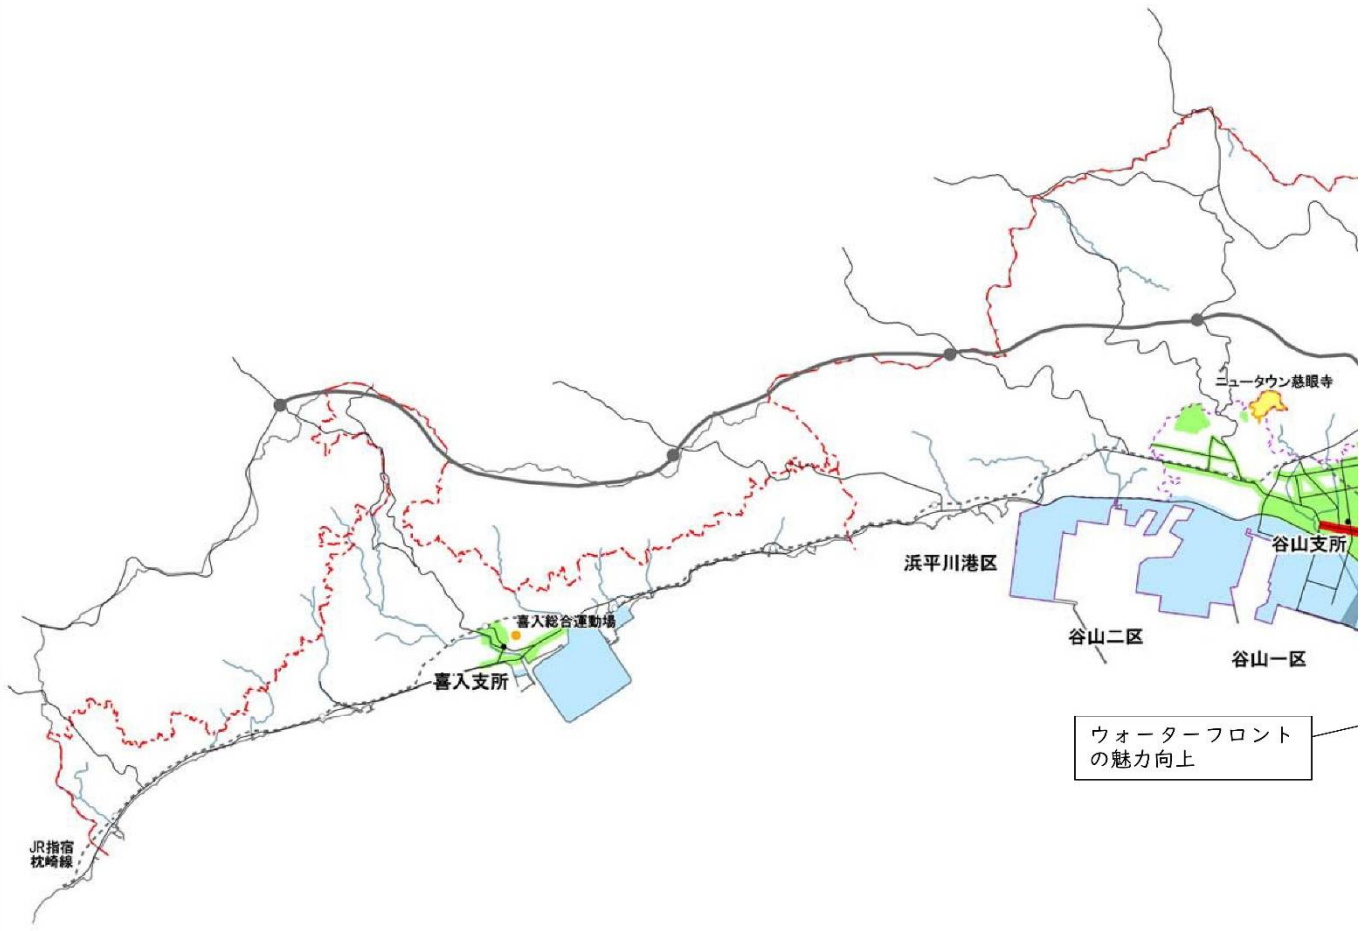 ニュータウン慈眼寺
谷山支所
浜平川港区
喜入総合運動場
谷山二区
谷山一区
喜入支所
ウォーターフロント
の魅力向上
JR指宿
枕崎線